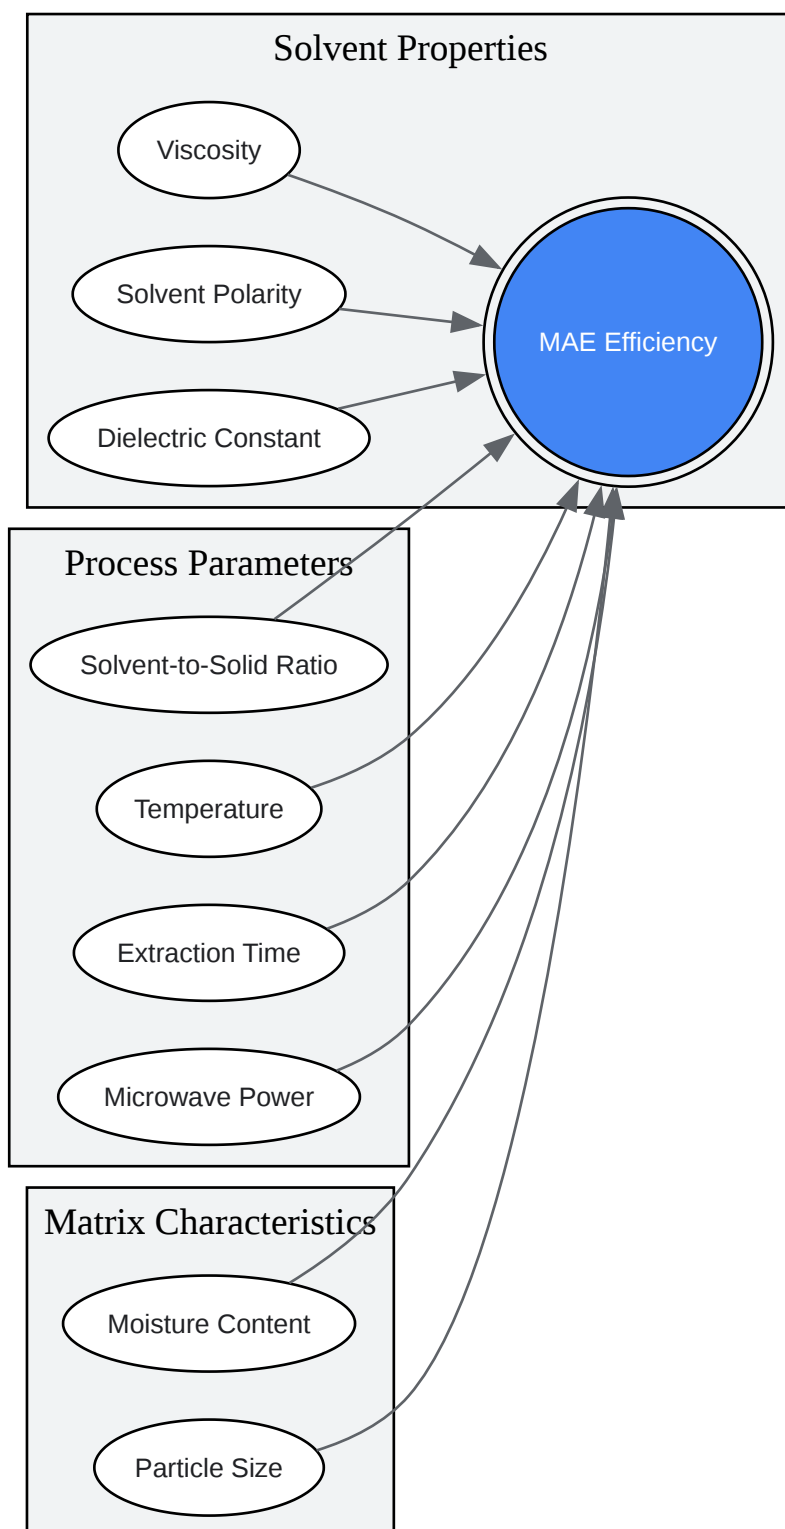 Solvent Properties
Viscosity
Solvent Polarity
MAE Efficiency
Dielectric Constant
Process Parameters
Solvent-to-Solid Ratio
Temperature
Extraction Time
Microwave Power
Matrix Characteristics
Moisture Content
Particle Size